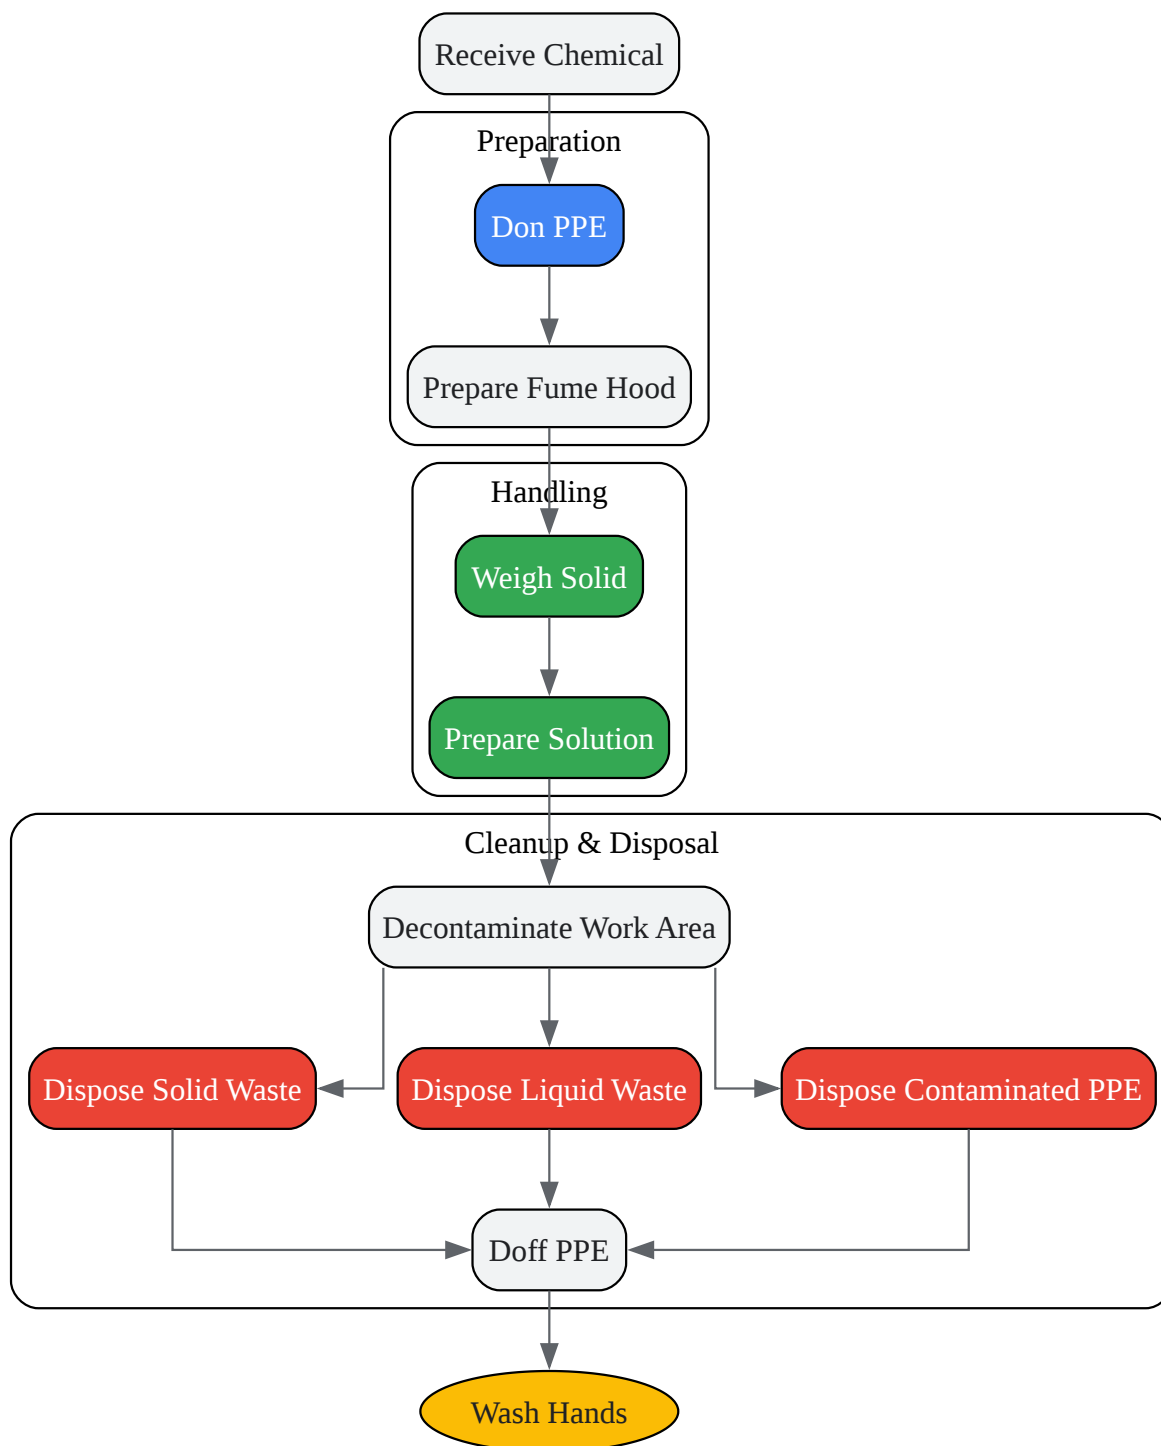 Receive Chemical
Preparation
Don PPE
Prepare Fume Hood
Handling
Weigh Solid
Prepare Solution
Cleanup & Disposal
Decontaminate Work Area
Dispose Solid Waste
Dispose Liquid Waste
Dispose Contaminated PPE
Doff PPE
Wash Hands